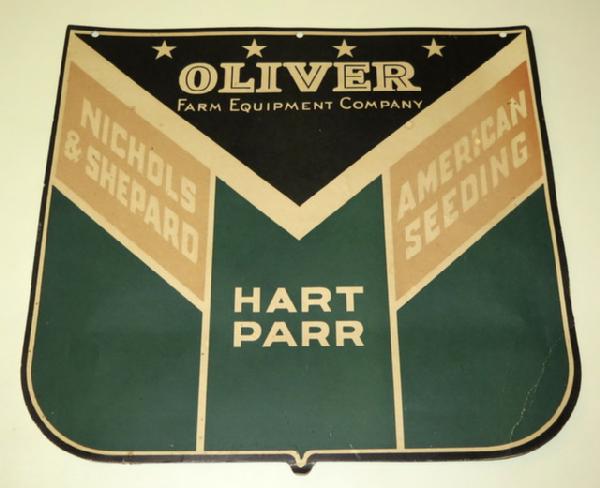 OLIVER
FARM EQUIPMENT COMPANY
NICHOLS
& SHEPARD
AMERICAN
SEEDING
HART
PARR